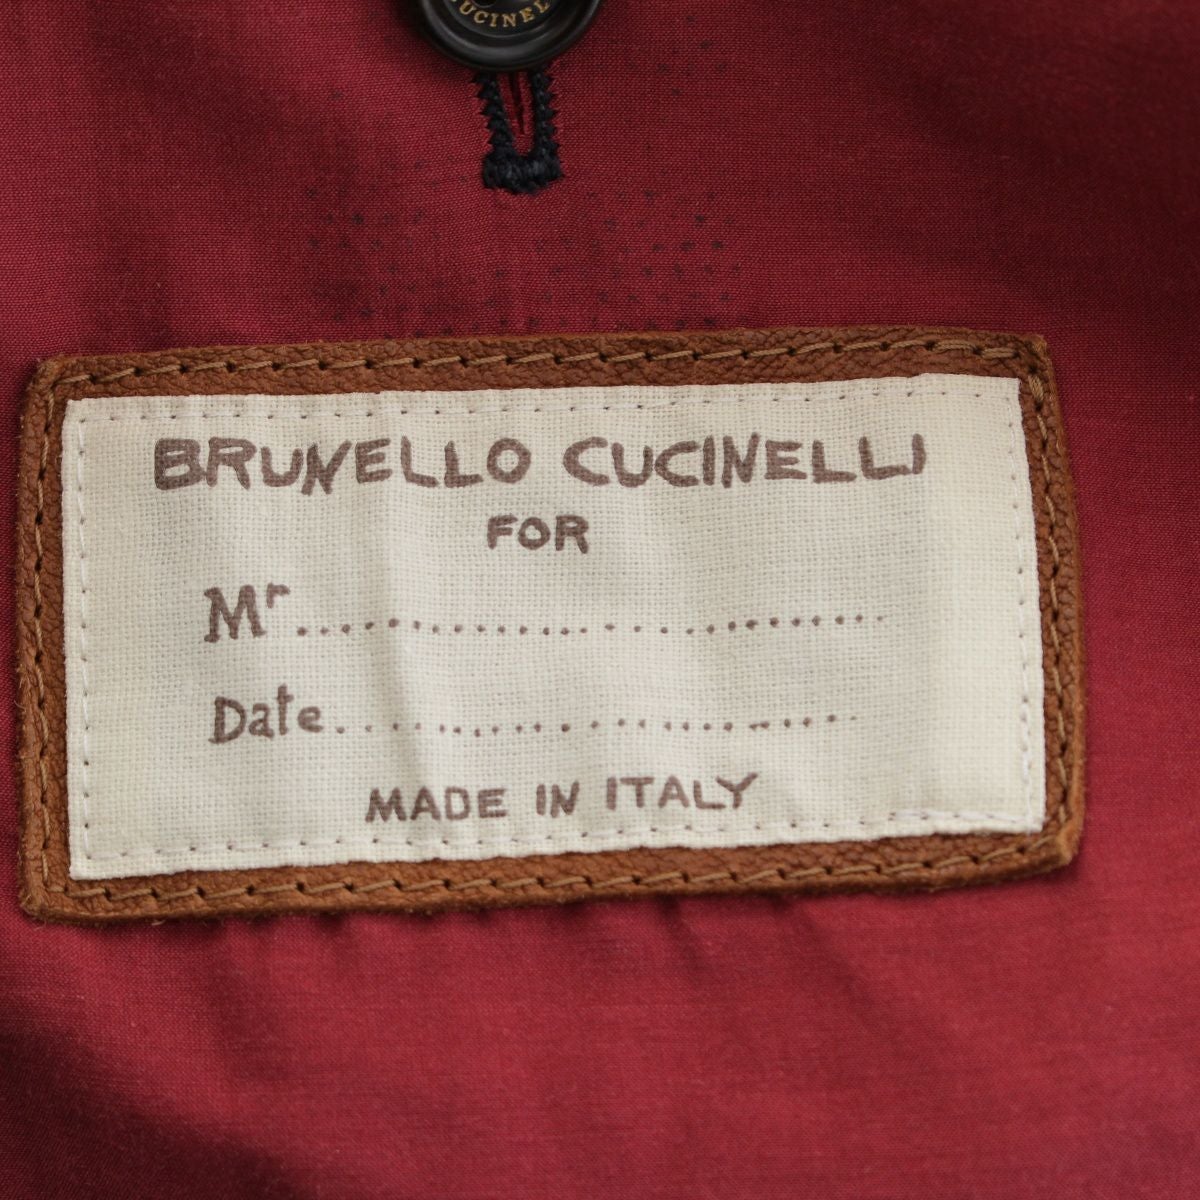 BRUNELLO CUCINELLI
FOR
Mr........................................
Date........................................
MADE IN ITALY